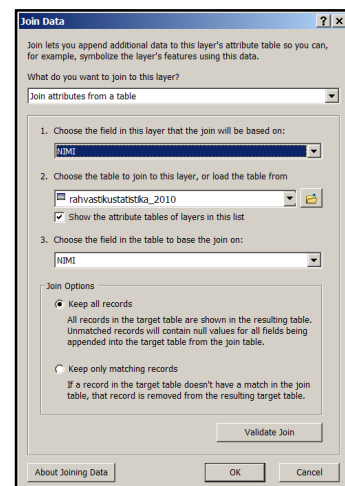 Join Data
Join lets you append additional data to this layer's attribute table so you can,
for example, symbolize the layer's features using this data.
What do you want to join to this layer?
Join attributes from a table
1. Choose the field in this layer that the join will be based on:
NIMI
2. Choose the table to join to this layer, or load the table from
rahvastikustatistika_2010
Show the attribute tables of layers in this list
3. Choose the field in the table to base the join on:
NIMI
Join Options
Keep all records
All records in the target table are shown in the resulting table.
Unmatched records will contain null values for all fields being
appended into the target table from the join table.
Keep only matching records
If a record in the target table doesn't have a match in the join
table, that record is removed from the resulting target table.
Validate Join
About Joining Data
OK
Cancel